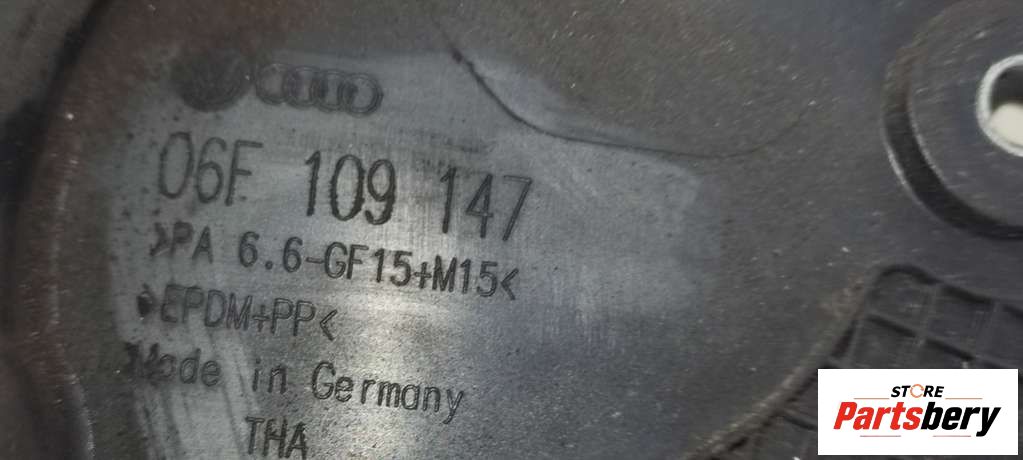 06F 109 147
>PA 6.6-GF15+M15<
>EPDM+PP<
Made in Germany
THA
STORE
Partsbery